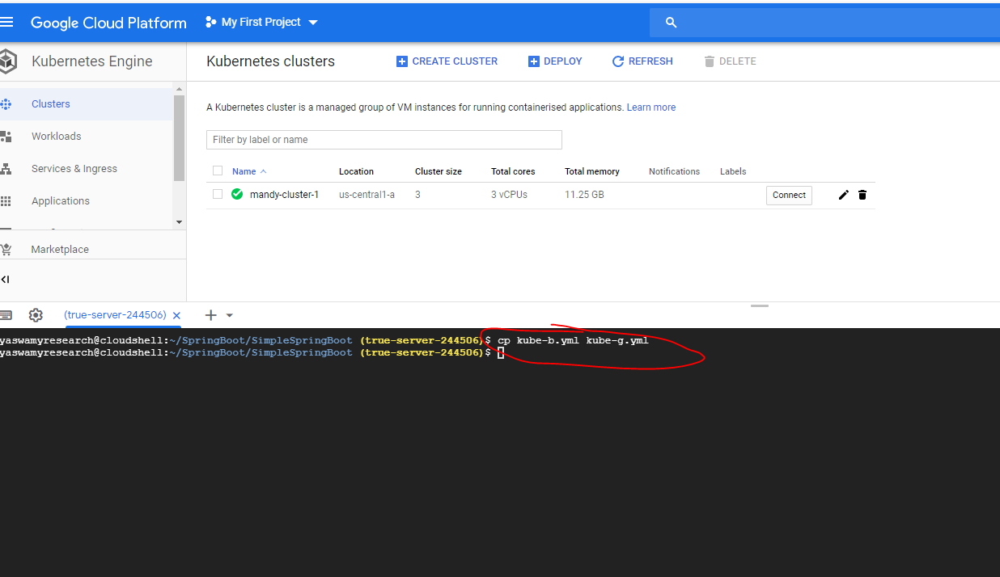 Google Cloud Platform My First Project
Kubernetes Engine
Kubernetes clusters CREATE CLUSTER DEPLOY REFRESH DELETE
Clusters
Workloads
Services & Ingress
Applications
Marketplace
A Kubernetes cluster is a managed group of VM instances for running containerised applications. Learn more
Filter by label or name
Name Location Cluster size Total cores Total memory Notifications Labels
mandy-cluster-1 us-central1-a 3 3 vCPUs 11.25 GB Connect
(true-server-244506)
yaswamyresearch@cloudshell:~/SpringBoot/SimpleSpringBoot (true-server-244506)$ cp kube-b.yml kube-g.yml
yaswamyresearch@cloudshell:~/SpringBoot/SimpleSpringBoot (true-server-244506)$